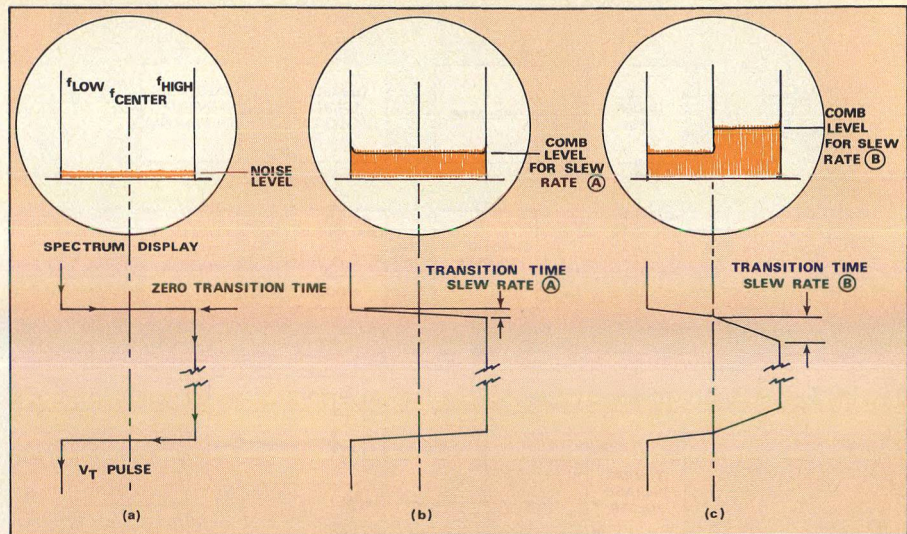 fLOW
fCENTER
fHIGH
NOISE
LEVEL
COMB
LEVEL
FOR SLEW
RATE Ⓐ
COMB
LEVEL
FOR SLEW
RATE Ⓑ
SPECTRUM DISPLAY
ZERO TRANSITION TIME
TRANSITION TIME
SLEW RATE Ⓐ
TRANSITION TIME
SLEW RATE Ⓑ
VT PULSE
(a)
(b)
(c)